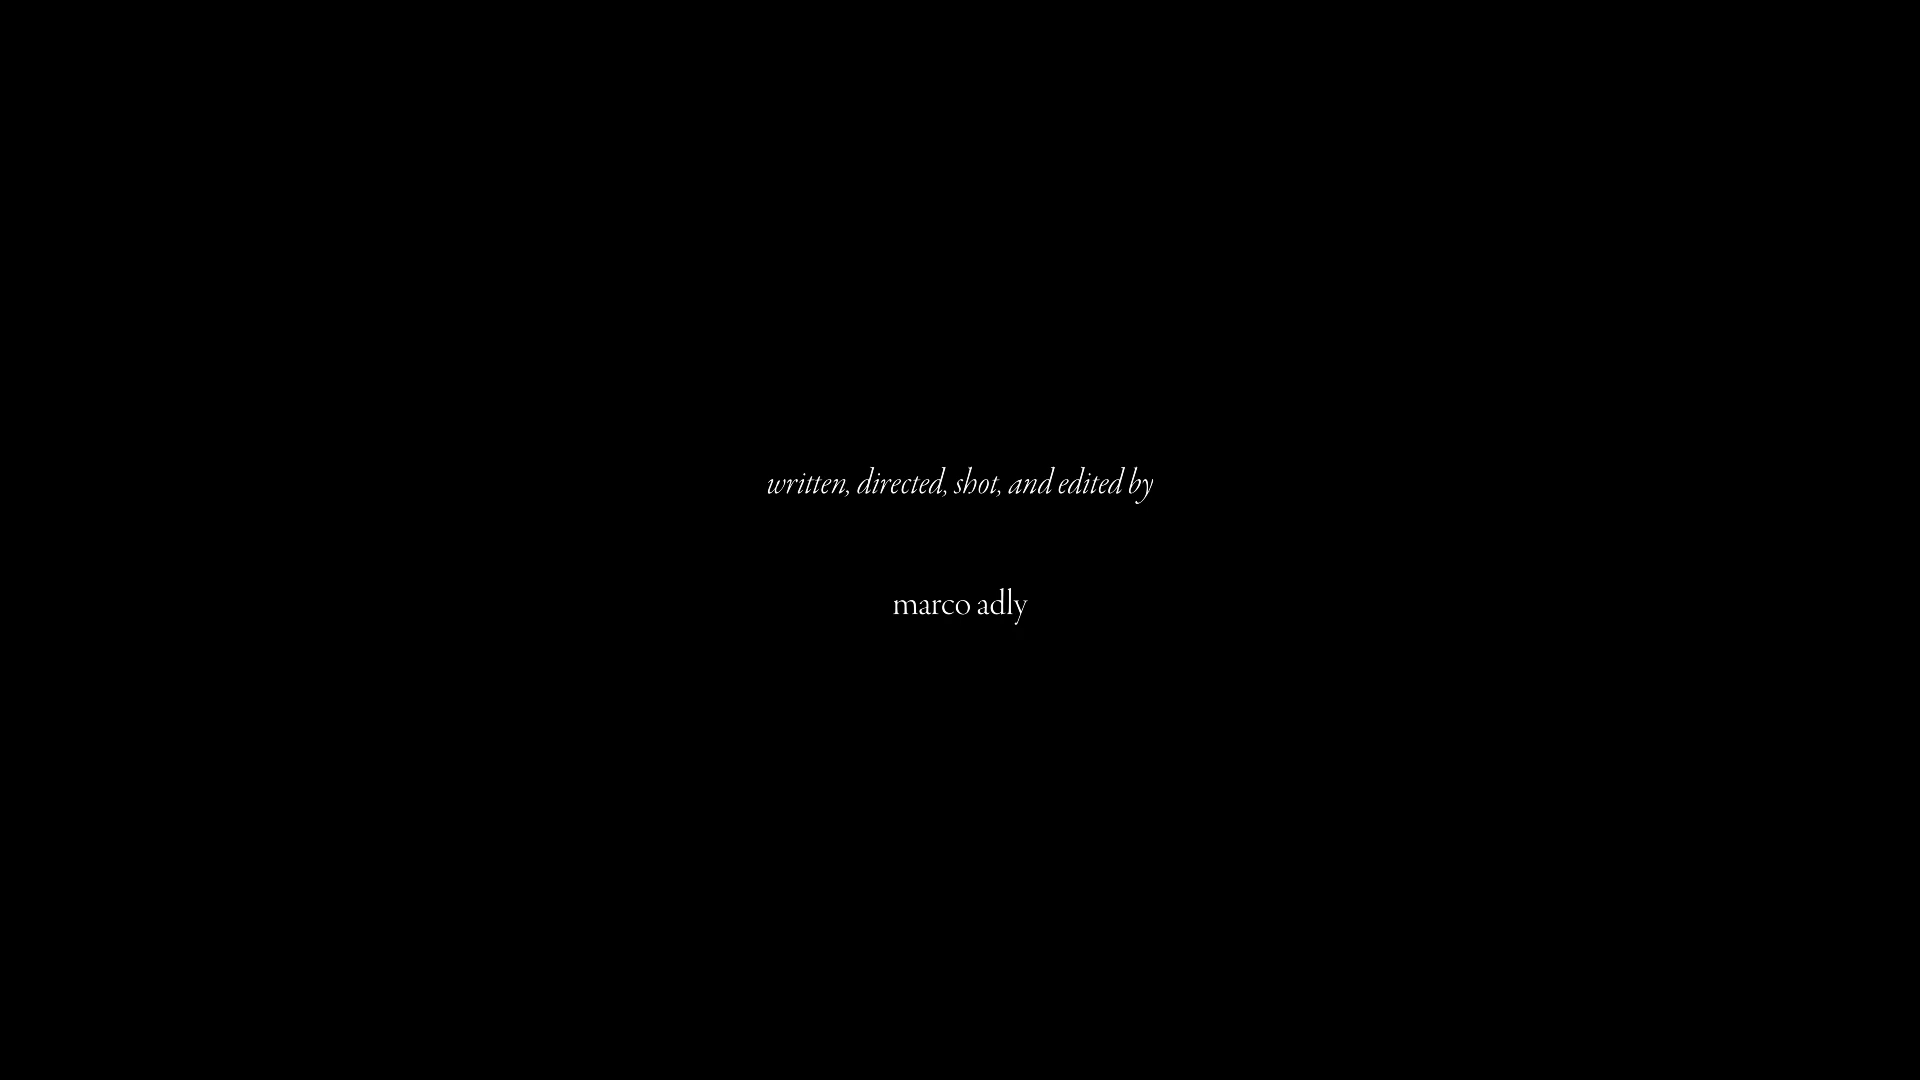 written, directed, shot, and edited by
marco adly